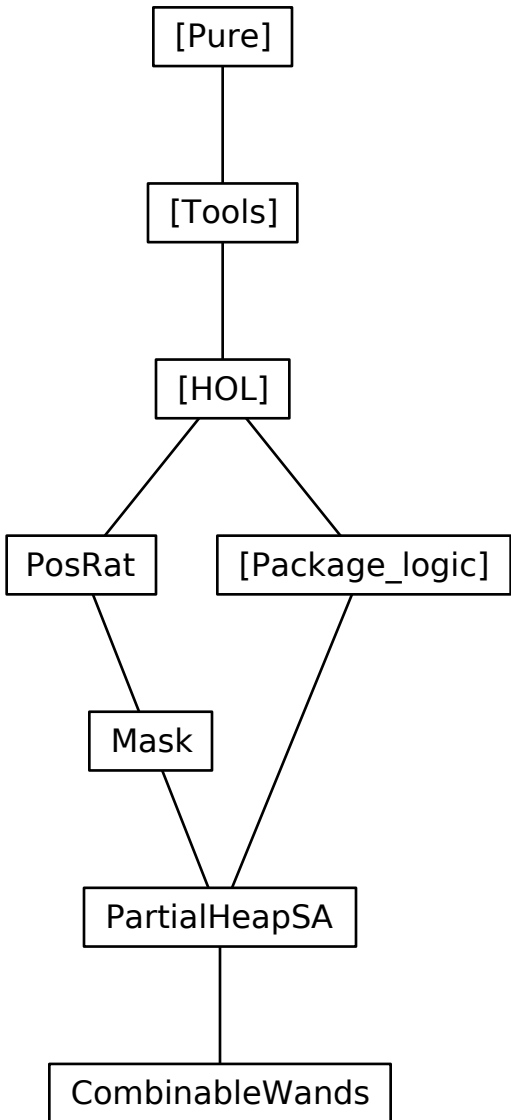 [Pure]
[Tools]
[HOL]
PosRat
[Package_logic]
Mask
PartialHeapSA
CombinableWands